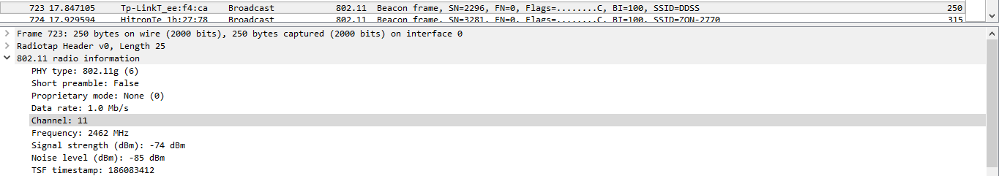 723 17.847105 Tp-LinkT_ee:f4:ca Broadcast 802.11 Beacon frame, SN=2296, FN=0, Flags=........C, BI=100, SSID=DDSS 250
724 17.929594 HitronTe_1b:27:78 Broadcast 802.11 Beacon frame, SN=3281, FN=0, Flags=........C, BI=100, SSID=ZON-2770 315
Frame 723: 250 bytes on wire (2000 bits), 250 bytes captured (2000 bits) on interface 0
Radiotap Header v0, Length 25
802.11 radio information
PHY type: 802.11g (6)
Short preamble: False
Proprietary mode: None (0)
Data rate: 1.0 Mb/s
Channel: 11
Frequency: 2462 MHz
Signal strength (dBm): -74 dBm
Noise level (dBm): -85 dBm
TSF timestamp: 186083412